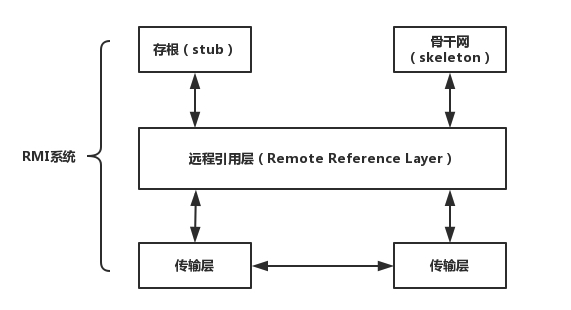 存根（stub）
骨干网
（skeleton）
RMI系统
远程引用层（Remote Reference Layer）
传输层
传输层